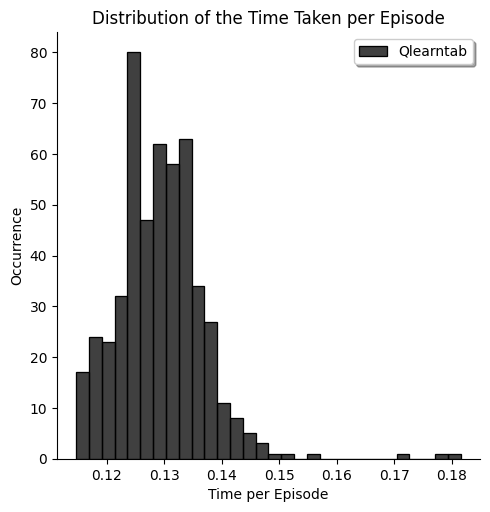 Distribution of the Time Taken per Episode
Qlearntab
80
70
60
50
40
30
20
10
0
Occurrence
0.12 0.13 0.14 0.15 0.16 0.17 0.18
Time per Episode